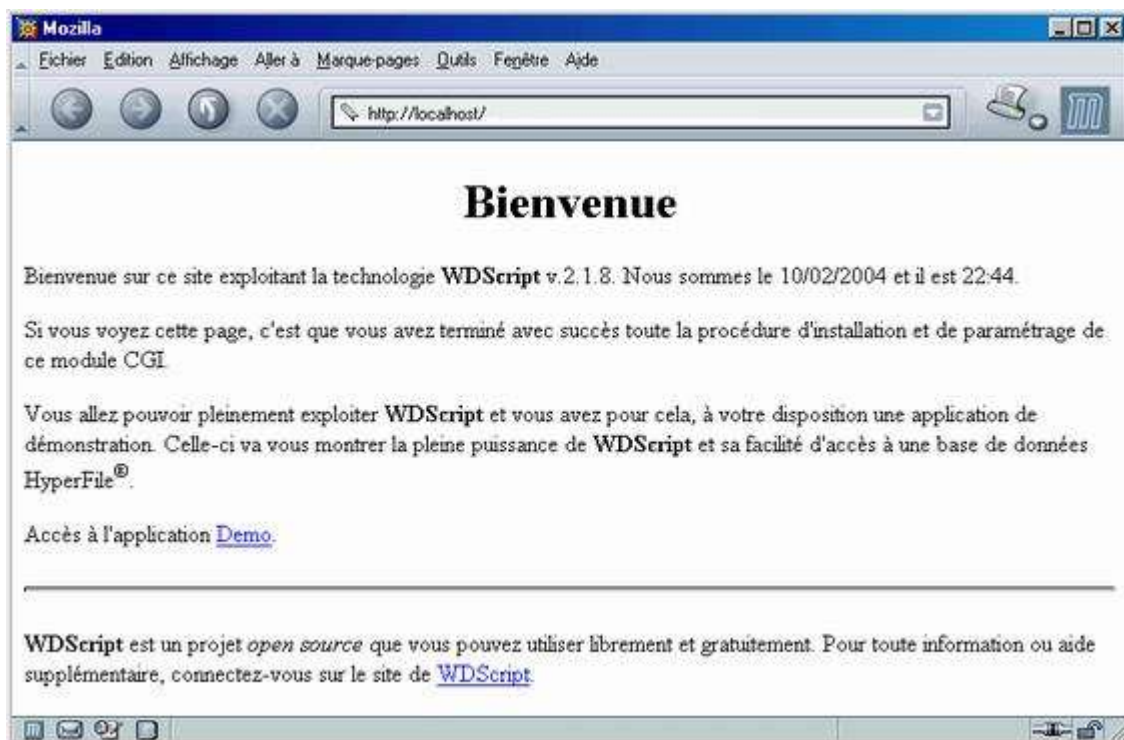 Mozilla
Fichier Edition Affichage Aller à Marque-pages Outils Fenêtre Aide
http://localhost/
Bienvenue
Bienvenue sur ce site exploitant la technologie WDScript v.2.1.8. Nous sommes le 10/02/2004 et il est 22:44.
Si vous voyez cette page, c'est que vous avez terminé avec succès toute la procédure d'installation et de paramétrage de
ce module CGI.
Vous allez pouvoir pleinement exploiter WDScript et vous avez pour cela, à votre disposition une application de
démonstration. Celle-ci va vous montrer la pleine puissance de WDScript et sa facilité d'accès à une base de données
HyperFile®.
Accès à l'application Demo.
WDScript est un projet open source que vous pouvez utiliser librement et gratuitement. Pour toute information ou aide
supplémentaire, connectez-vous sur le site de WDScript.